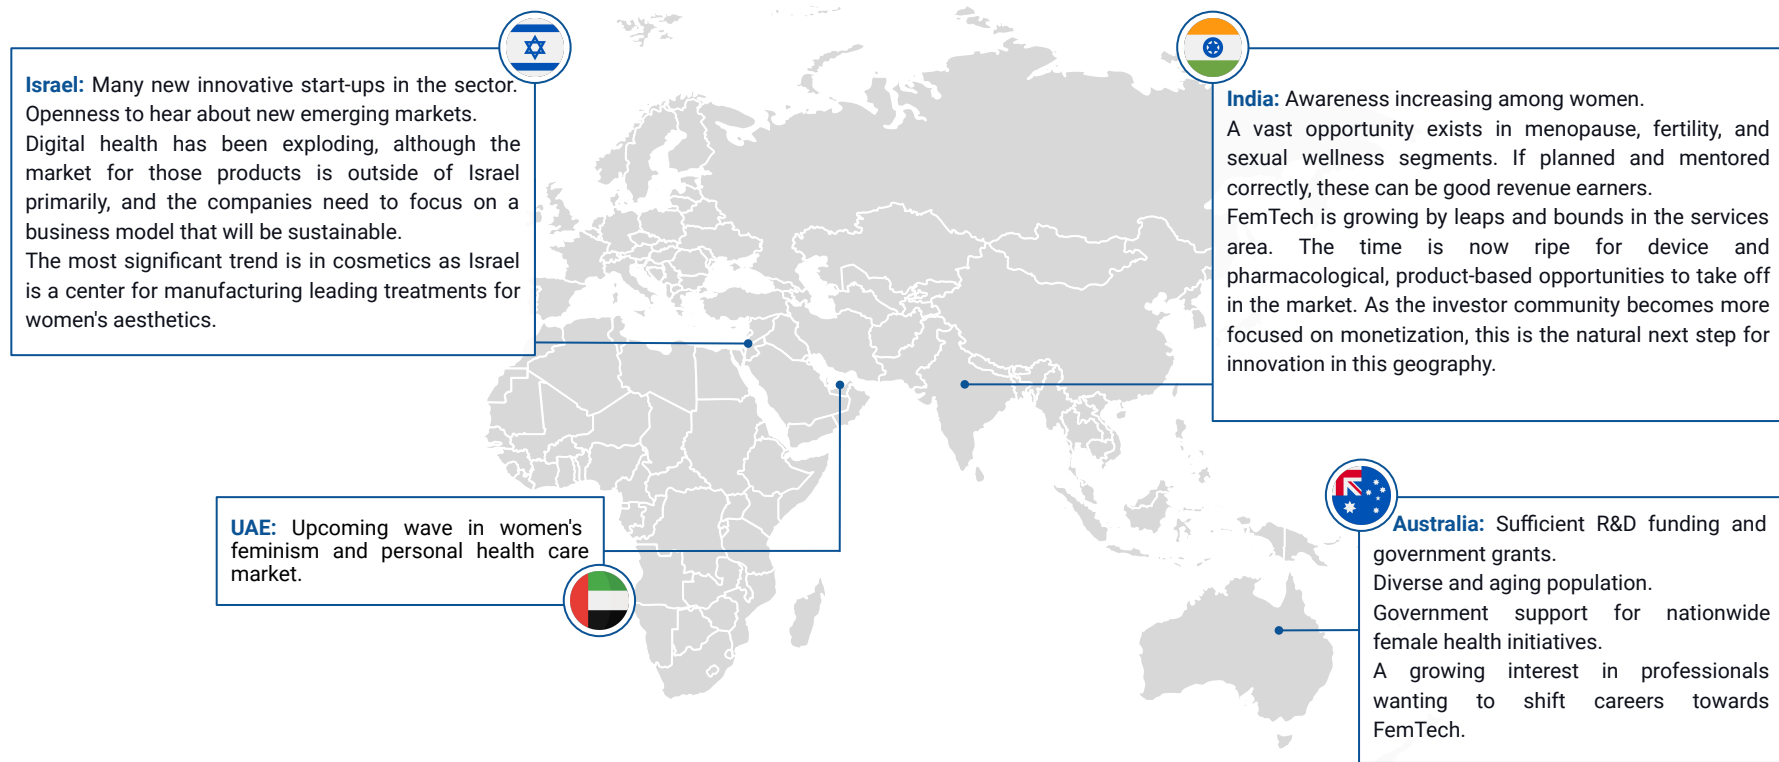 Israel: Many new innovative start-ups in the sector.
Openness to hear about new emerging markets.
Digital health has been exploding, although the
market for those products is outside of Israel
primarily, and the companies need to focus on a
business model that will be sustainable.
The most significant trend is in cosmetics as Israel
is a center for manufacturing leading treatments for
women's aesthetics.
India: Awareness increasing among women.
A vast opportunity exists in menopause, fertility, and
sexual wellness segments. If planned and mentored
correctly, these can be good revenue earners.
FemTech is growing by leaps and bounds in the services
area. The time is now ripe for device and
pharmacological, product-based opportunities to take off
in the market. As the investor community becomes more
focused on monetization, this is the natural next step for
innovation in this geography.
UAE: Upcoming wave in women's
feminism and personal health care
market.
Australia: Sufficient R&D funding and
government grants.
Diverse and aging population.
Government support for nationwide
female health initiatives.
A growing interest in professionals
wanting to shift careers towards
FemTech.